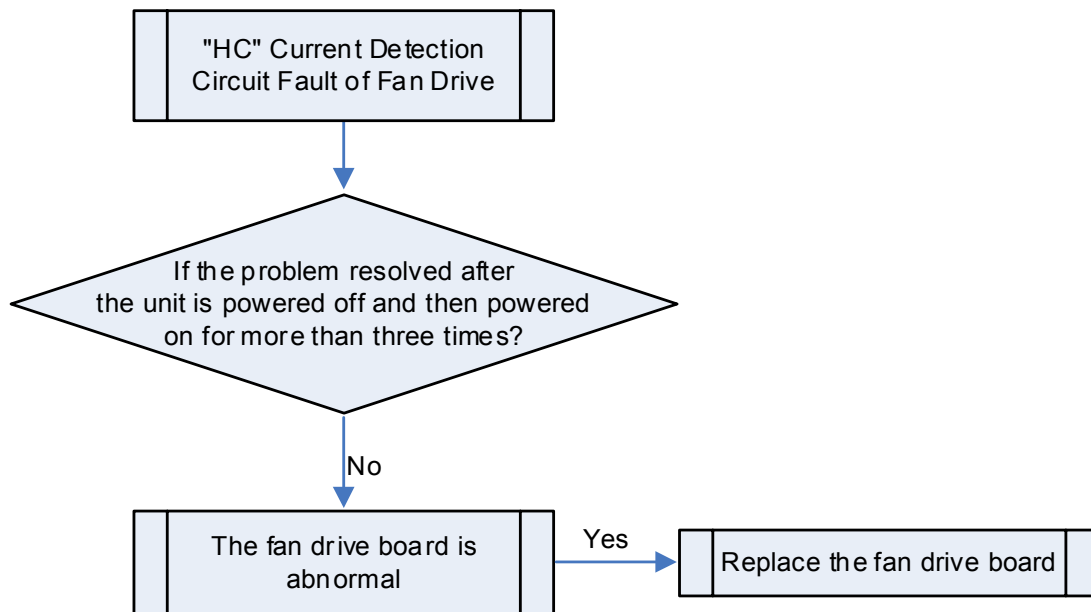 "HC" Current Detection
Circuit Fault of Fan Drive
If the problem resolved after
the unit is powered off and then powered
on for more than three times?
No
The fan drive board is
abnormal
Yes
Replace the fan drive board